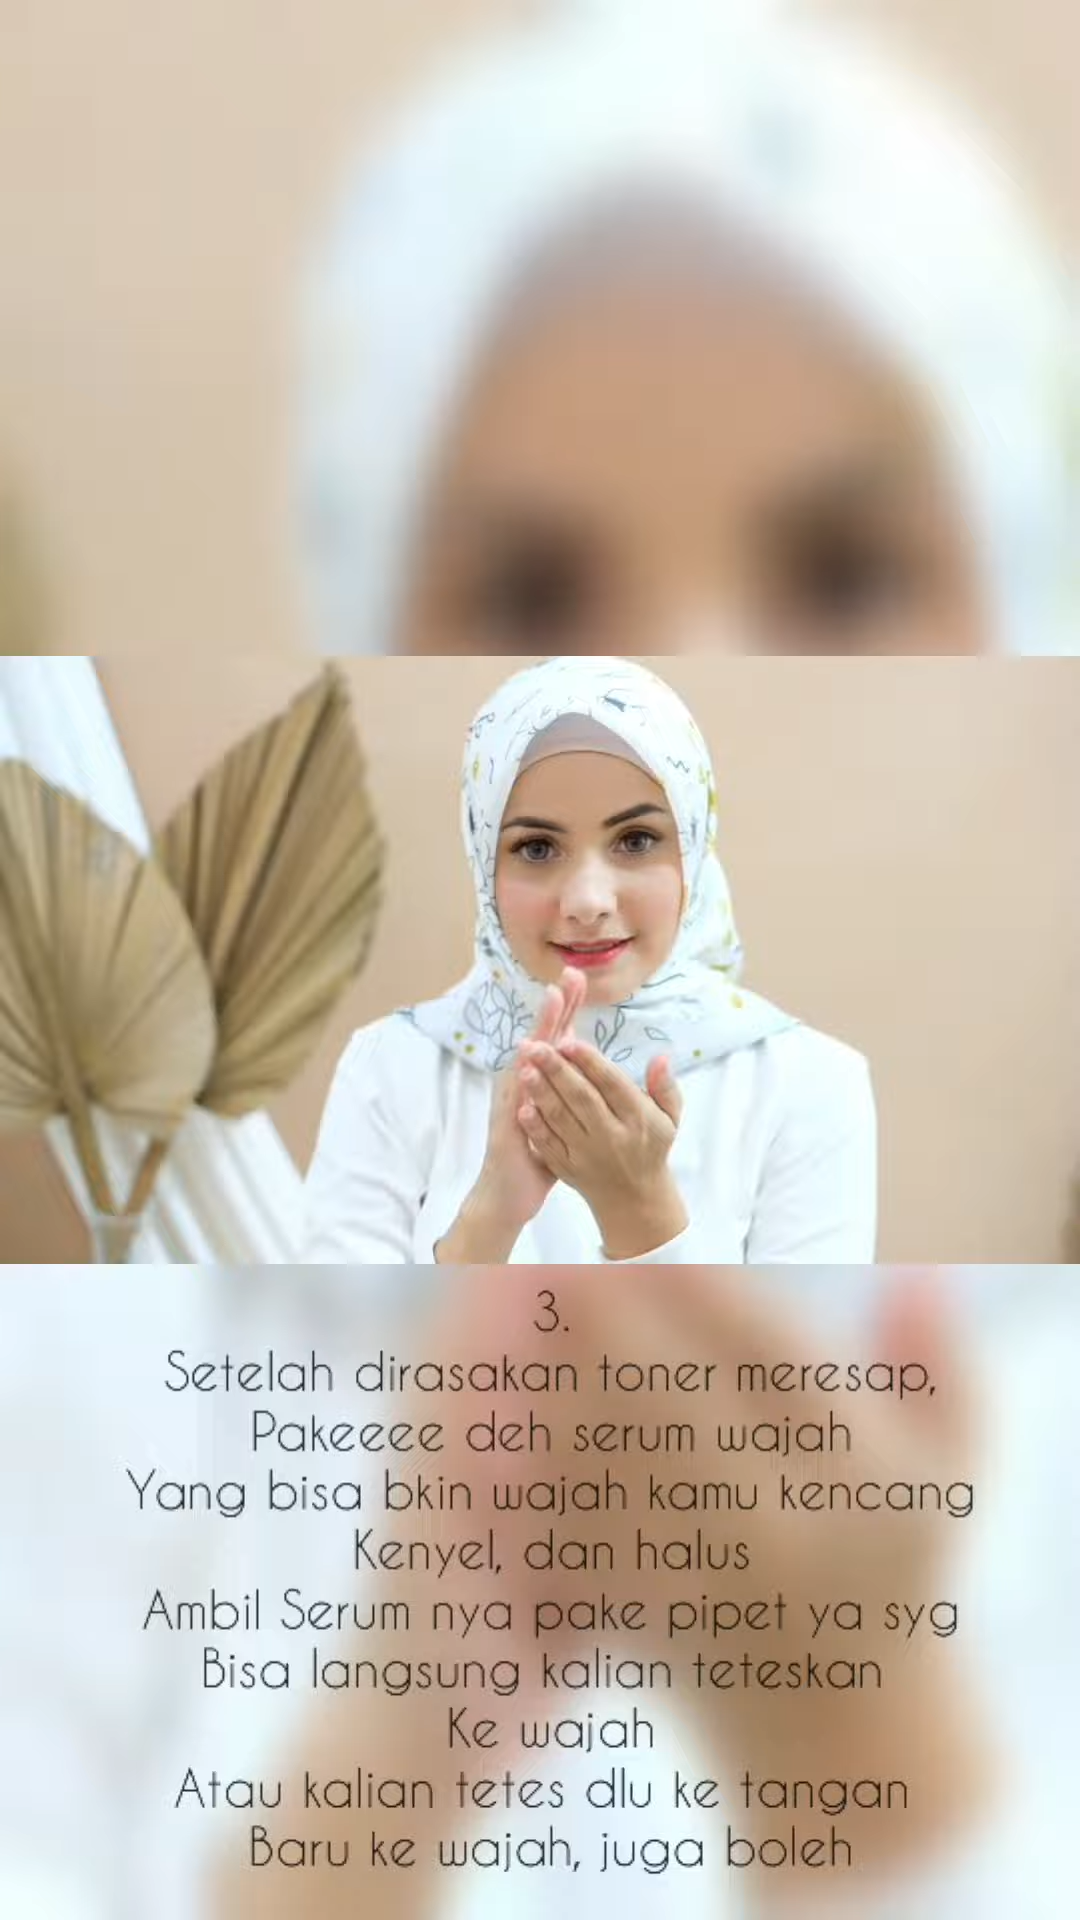 3.
Setelah dirasakan toner meresap,
Pakeeee deh serum wajah
Yang bisa bkin wajah kamu kencang
Kenyel, dan halus
Ambil Serum nya pake pipet ya syg
Bisa langsung kalian teteskan
Ke wajah
Atau kalian tetes dlu ke tangan
Baru ke wajah, juga boleh